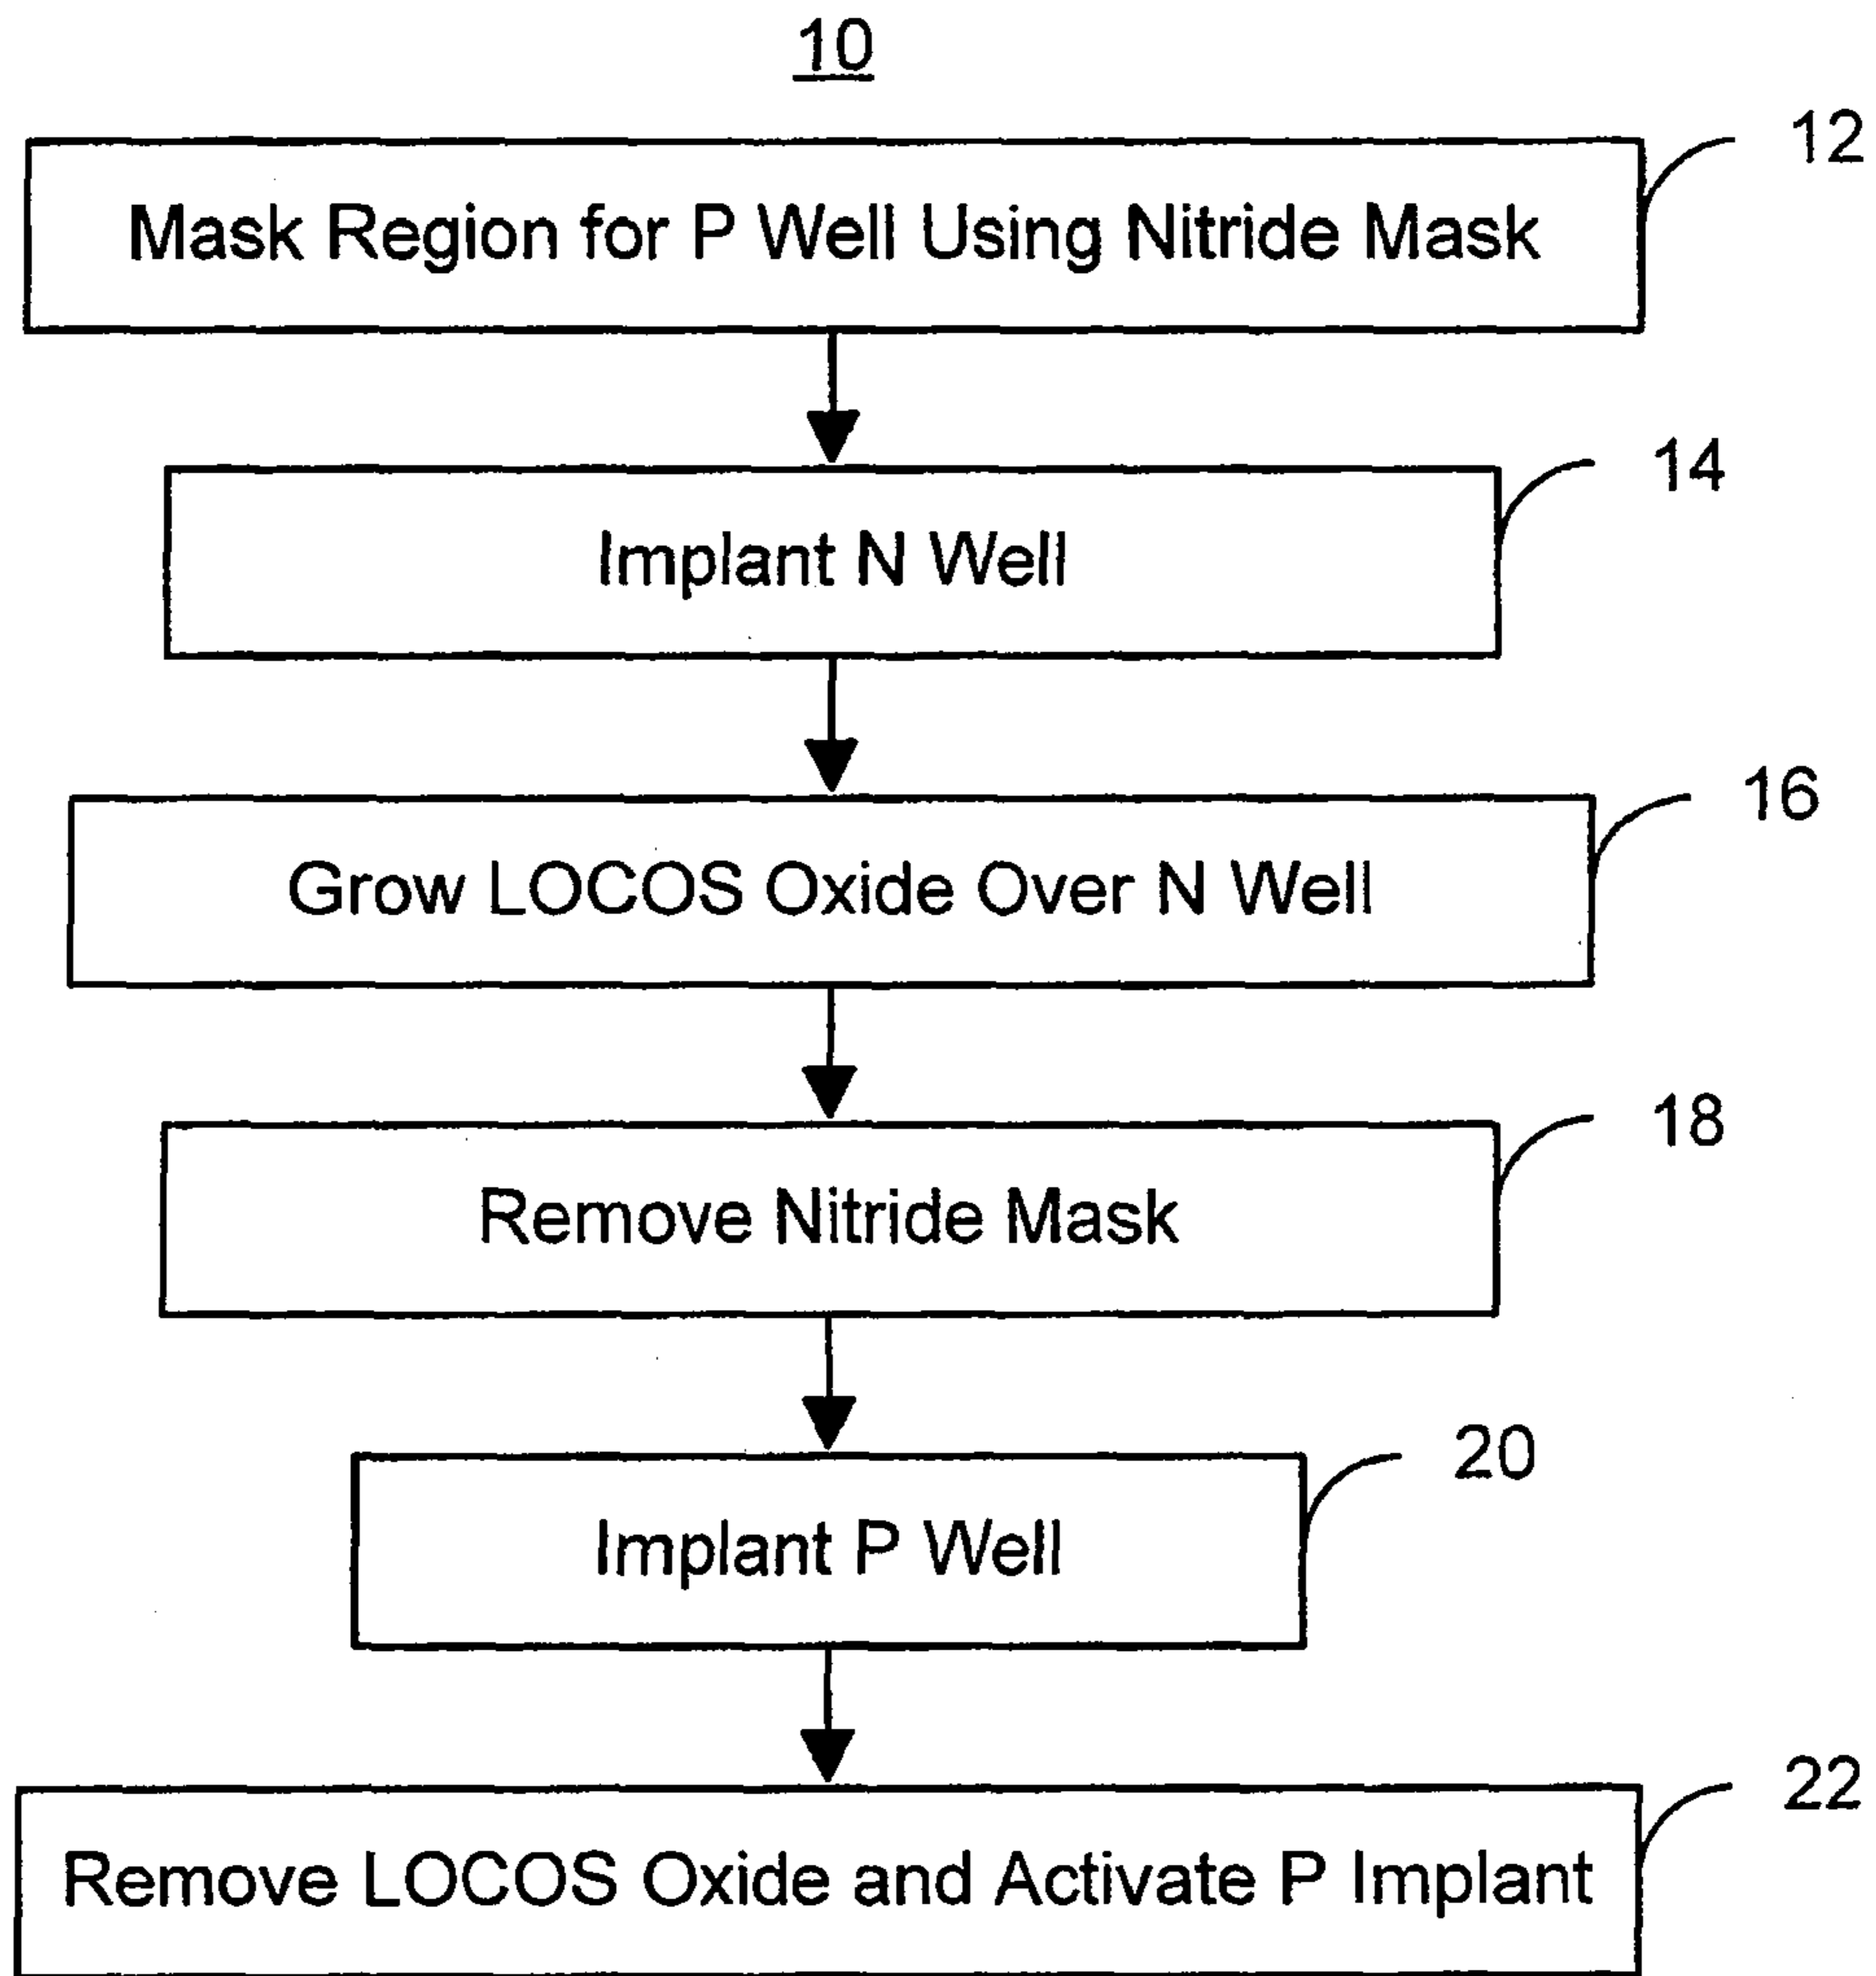 10
12
Mask Region for P Well Using Nitride Mask
14
Implant N Well
16
Grow LOCOS Oxide Over N Well
18
Remove Nitride Mask
20
Implant P Well
22
Remove LOCOS Oxide and Activate P Implant